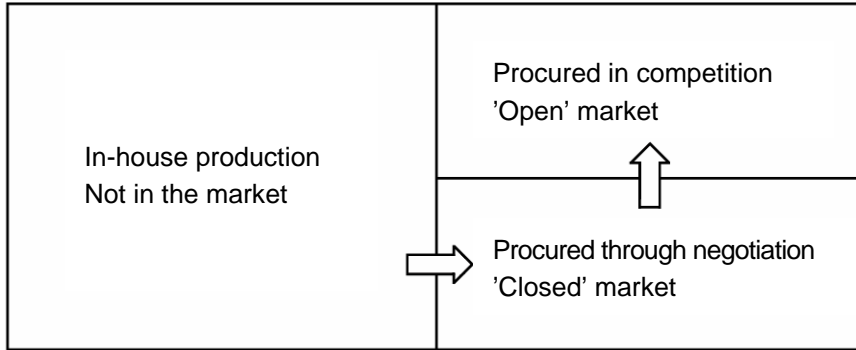 In-house production
Not in the market
Procured in competition
’Open’ market
Procured through negotiation
’Closed’ market